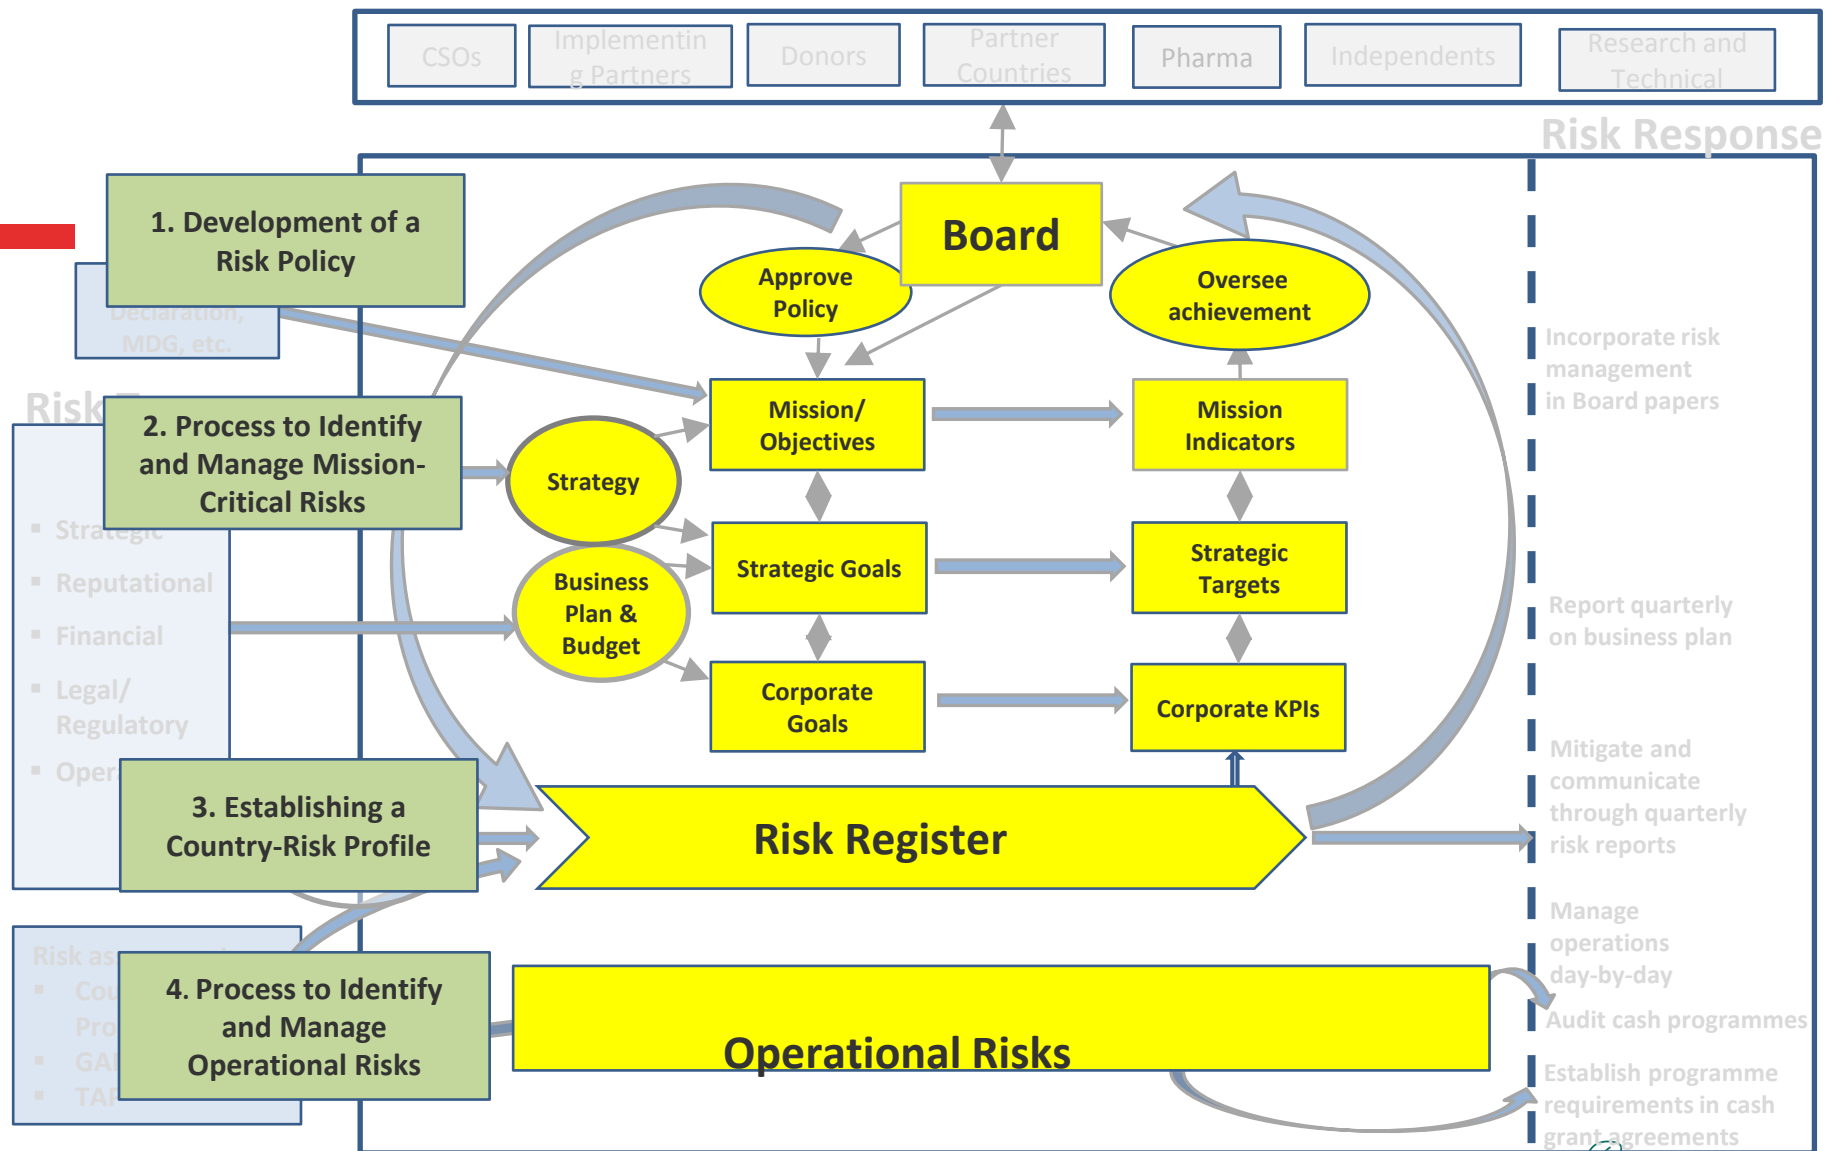 CSOs
Implementin
g Partners
Donors
Partner
Countries
Pharma
Independents
Research and
Technical
Risk Response
1. Development of a
Risk Policy
Declaration,
MDG, etc.
Board
Approve
Policy
Oversee
achievement
Incorporate risk
management
in Board papers
Risk
2. Process to Identify
and Manage Mission-
Critical Risks
Mission/
Objectives
Mission
Indicators
Strategy
▪ Strategic
▪ Reputational
▪ Financial
▪ Legal/
Regulatory
Strategic Goals
Strategic
Targets
Business
Plan &
Budget
Report quarterly
on business plan
Corporate
Goals
Corporate KPIs
3. Establishing a
Country-Risk Profile
Risk Register
Mitigate and
communicate
through quarterly
risk reports
Manage
operations
day-by-day
Risk
4. Process to Identify
and Manage
Operational Risks
Operational Risks
Audit cash programmes
Establish programme
requirements in cash
grant agreements